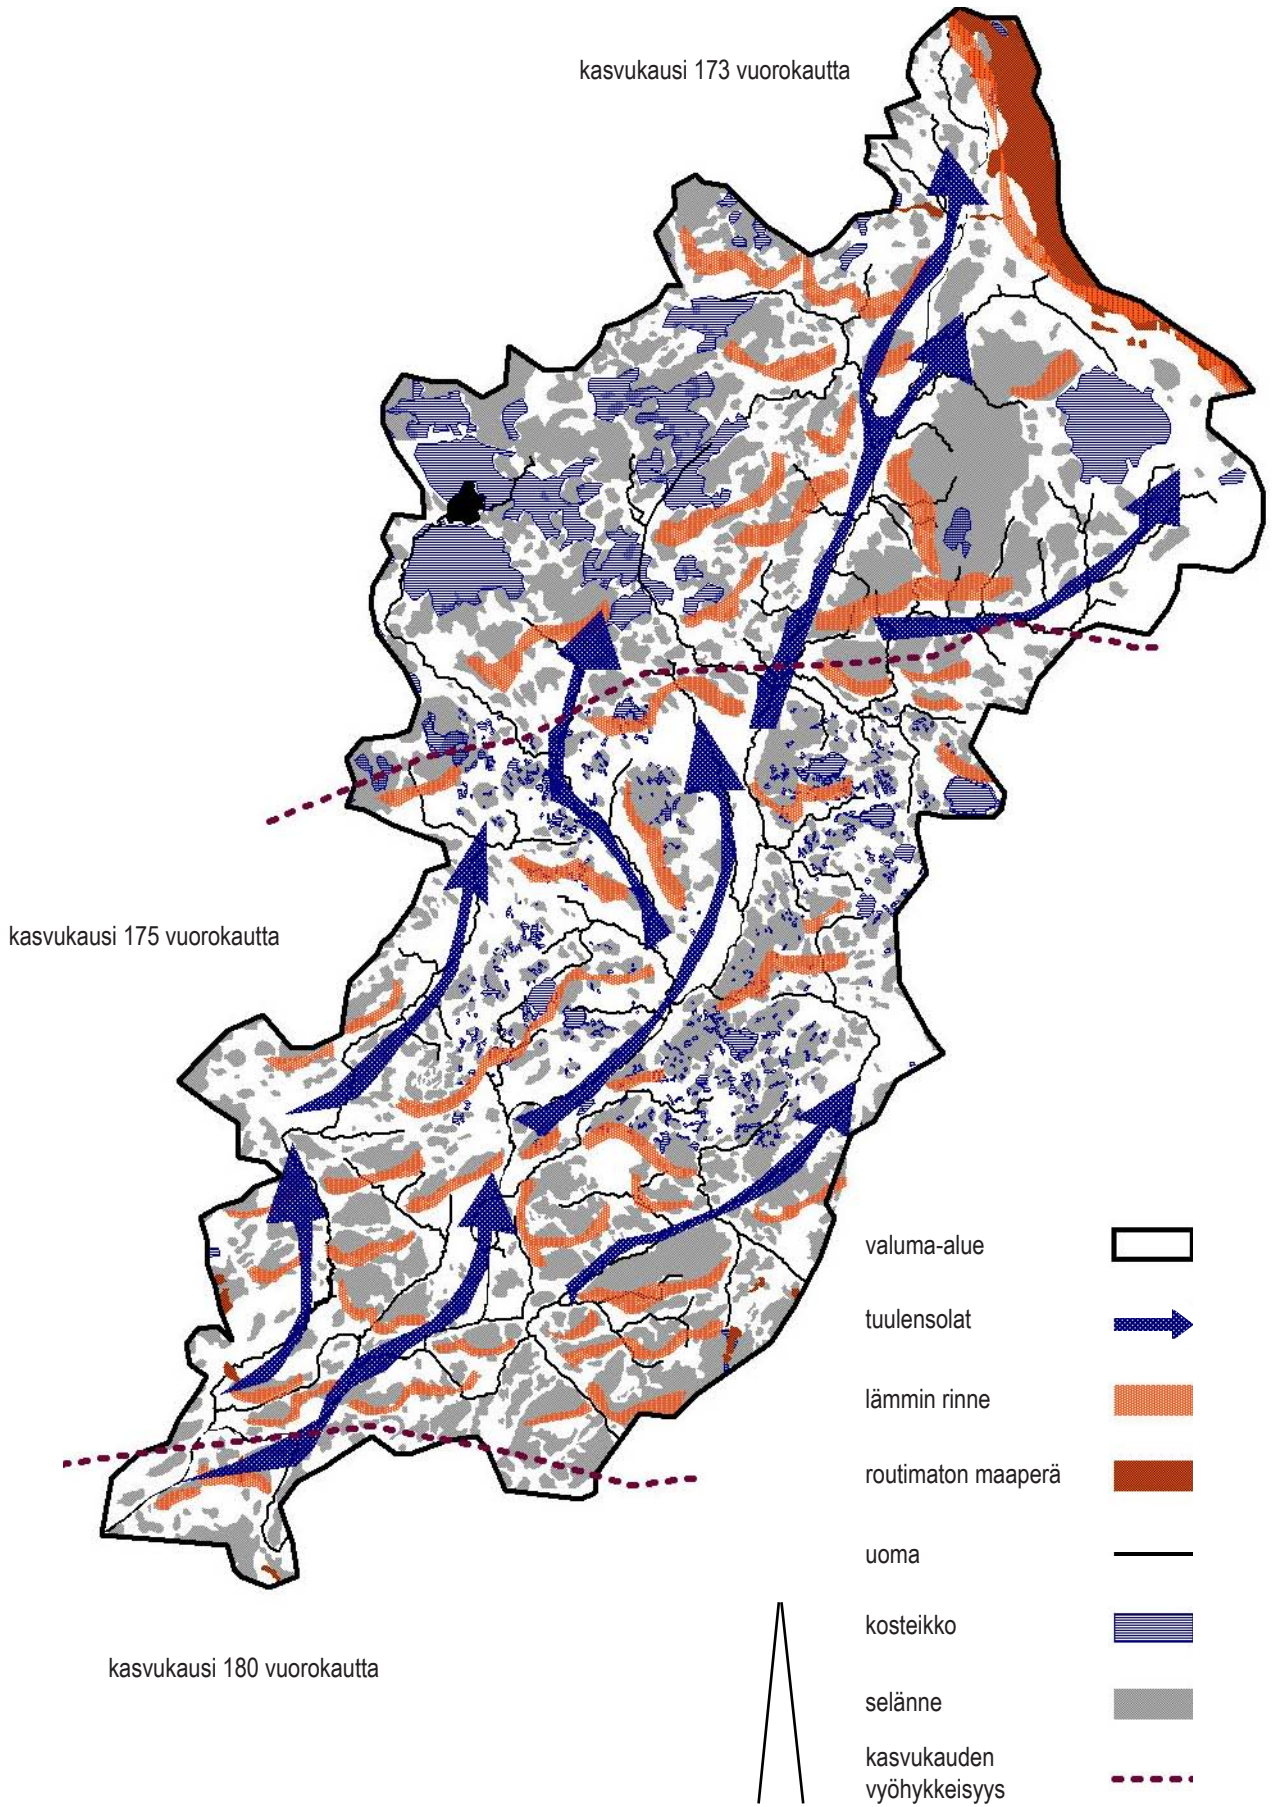 kasvukausi 173 vuorokautta
kasvukausi 175 vuorokautta
valuma-alue
tuulensolat
lämmin rinne
routimaton maaperä
uoma
kosteikko
selänne
kasvukauden
vyöhykkeisyys
kasvukausi 180 vuorokautta